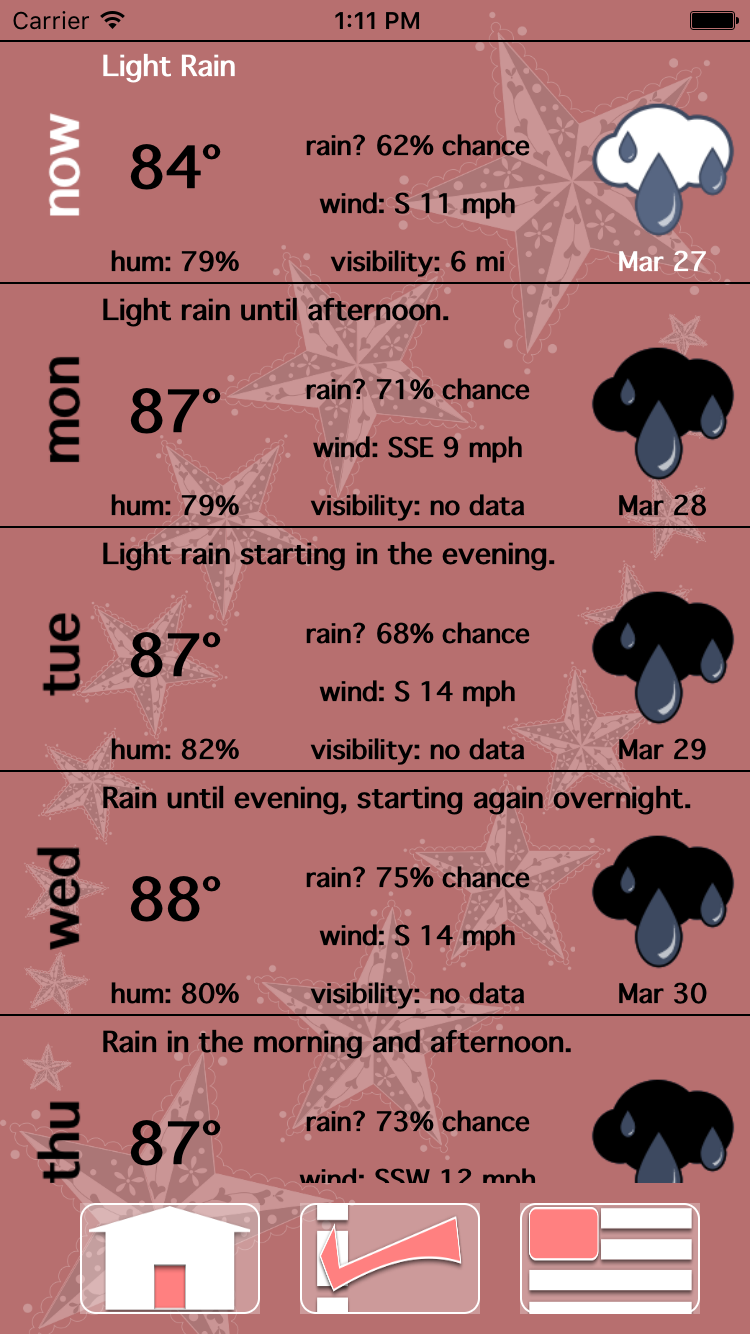 Carrier 1:11 PM
Light Rain
now
84°
rain? 62% chance
wind: S 11 mph
hum: 79% visibility: 6 mi Mar 27
Light rain until afternoon.
mon
87°
rain? 71% chance
wind: SSE 9 mph
hum: 79% visibility: no data Mar 28
Light rain starting in the evening.
tue
87°
rain? 68% chance
wind: S 14 mph
hum: 82% visibility: no data Mar 29
Rain until evening, starting again overnight.
wed
88°
rain? 75% chance
wind: S 14 mph
hum: 80% visibility: no data Mar 30
Rain in the morning and afternoon.
thu
87°
rain? 73% chance
wind: SSW 12 mph